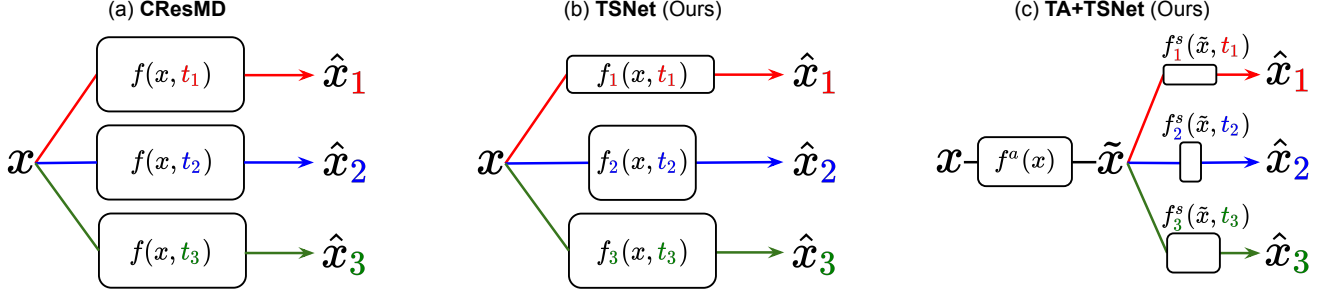 (a) CResMD
f(x, t₁)
x̂₁
x
f(x, t₂)
x̂₂
f(x, t₃)
x̂₃
(b) TSNet (Ours)
f₁(x, t₁)
x̂₁
x
f₂(x, t₂)
x̂₂
f₃(x, t₃)
x̂₃
(c) TA+TSNet (Ours)
f₁ˢ(x̃, t₁)
x̂₁
f₂ˢ(x̃, t₂)
x
fᵃ(x)
x̃
x̂₂
f₃ˢ(x̃, t₃)
x̂₃